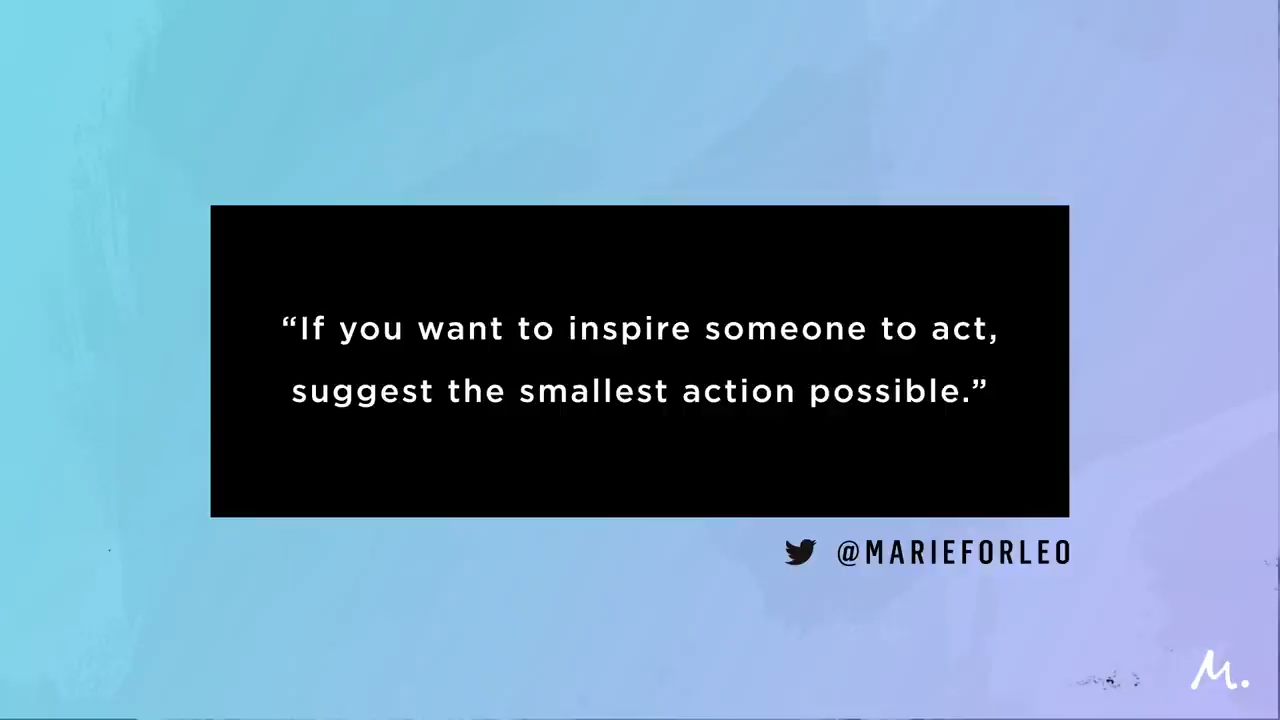 “If you want to inspire someone to act,
suggest the smallest action possible.”
@MARIEFORLEO
M.